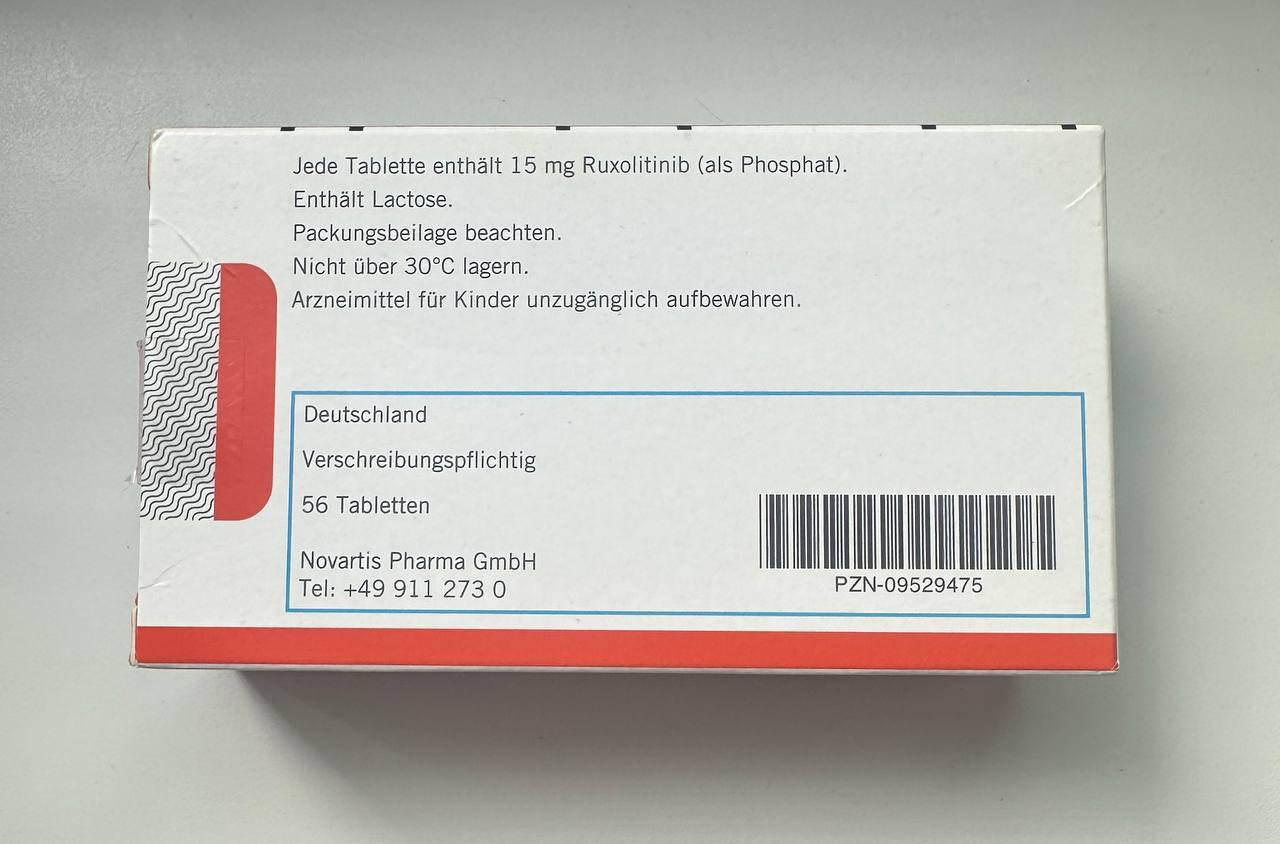 Jede Tablette enthält 15 mg Ruxolitinib (als Phosphat).
Enthält Lactose.
Packungsbeilage beachten.
Nicht über 30°C lagern.
Arzneimittel für Kinder unzugänglich aufbewahren.
Deutschland
Verschreibungspflichtig
56 Tabletten
Novartis Pharma GmbH
Tel: +49 911 273 0
PZN-09529475